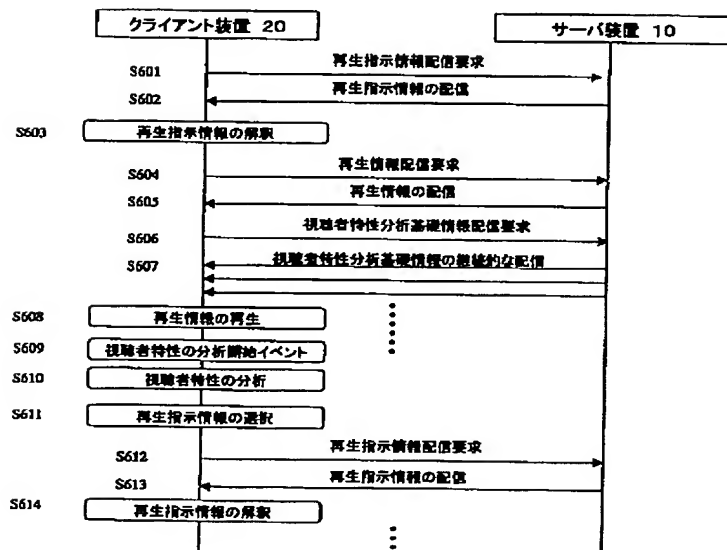 クライアント装置 20
サーバ装置 10
再生指示情報配信要求
S601
再生指示情報の配信
S602
S603
再生指示情報の解釈
再生情報配信要求
S604
再生情報の配信
S605
視聴者特性分析基礎情報配信要求
S606
視聴者特性分析基礎情報の継続的な配信
S607
S608
再生情報の再生
S609
視聴者特性の分析開始イベント
S610
視聴者特性の分析
S611
再生指示情報の選択
再生指示情報配信要求
S612
再生指示情報の配信
S613
S614
再生指示情報の解釈